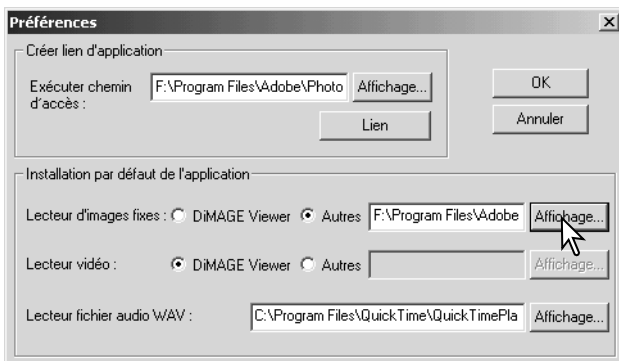 Préférences
Créer lien d'application
Exécuter chemin d'accès : F:\Program Files\Adobe\Photo Affichage...
Lien
OK
Annuler
Installation par défaut de l'application
Lecteur d'images fixes : DiMAGE Viewer Autres F:\Program Files\Adobe Affichage...
Lecteur vidéo : DiMAGE Viewer Autres Affichage...
Lecteur fichier audio WAV : C:\Program Files\QuickTime\QuickTimePla Affichage...